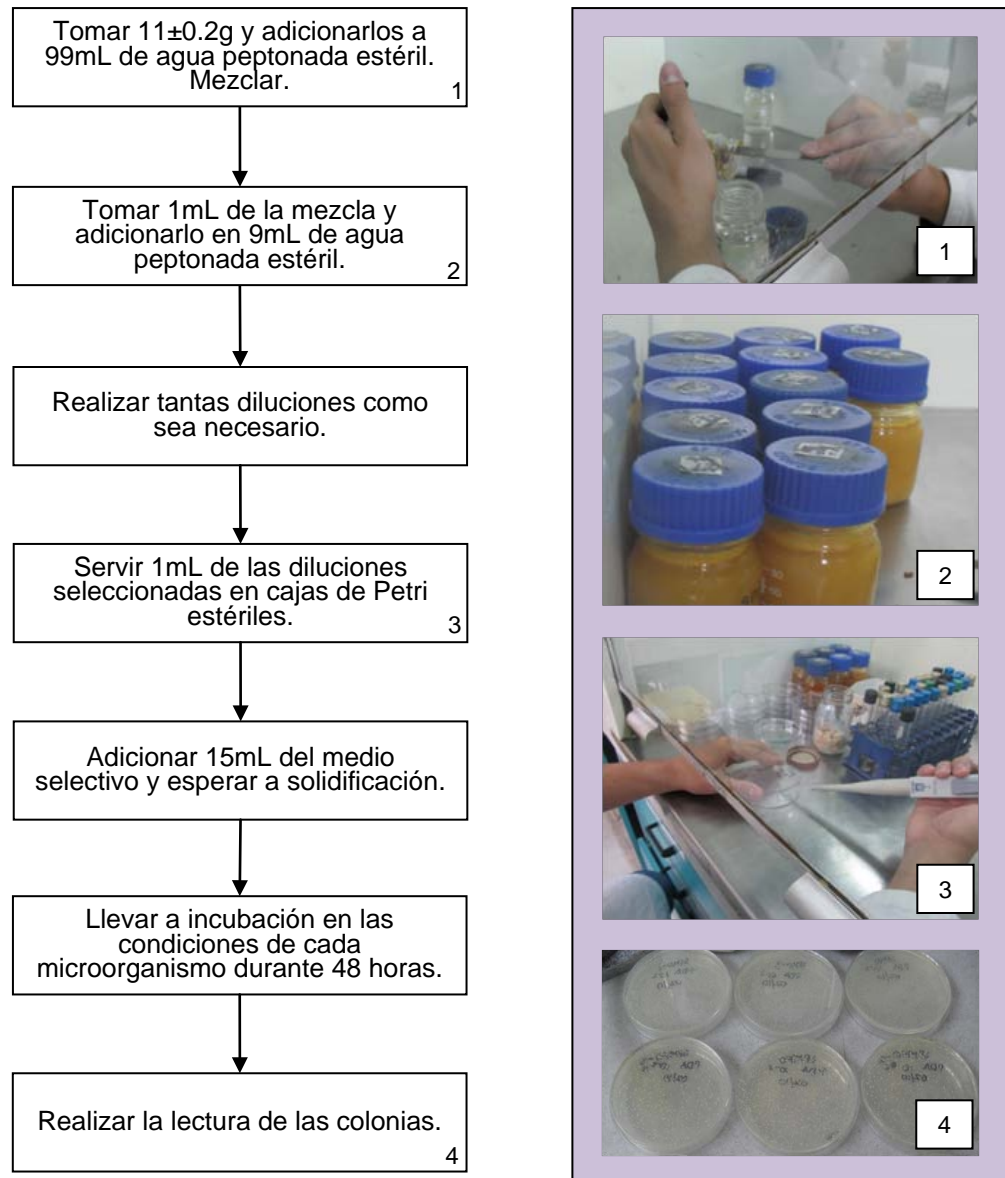 Tomar 11±0.2g y adicionarlos a
99mL de agua peptonada estéril.
Mezclar.
1
Tomar 1mL de la mezcla y
adicionarlo en 9mL de agua
peptonada estéril.
2
Realizar tantas diluciones como
sea necesario.
Servir 1mL de las diluciones
seleccionadas en cajas de Petri
estériles.
3
Adicionar 15mL del medio
selectivo y esperar a solidificación.
Llevar a incubación en las
condiciones de cada
microorganismo durante 48 horas.
Realizar la lectura de las colonias.
4
1
2
3
4